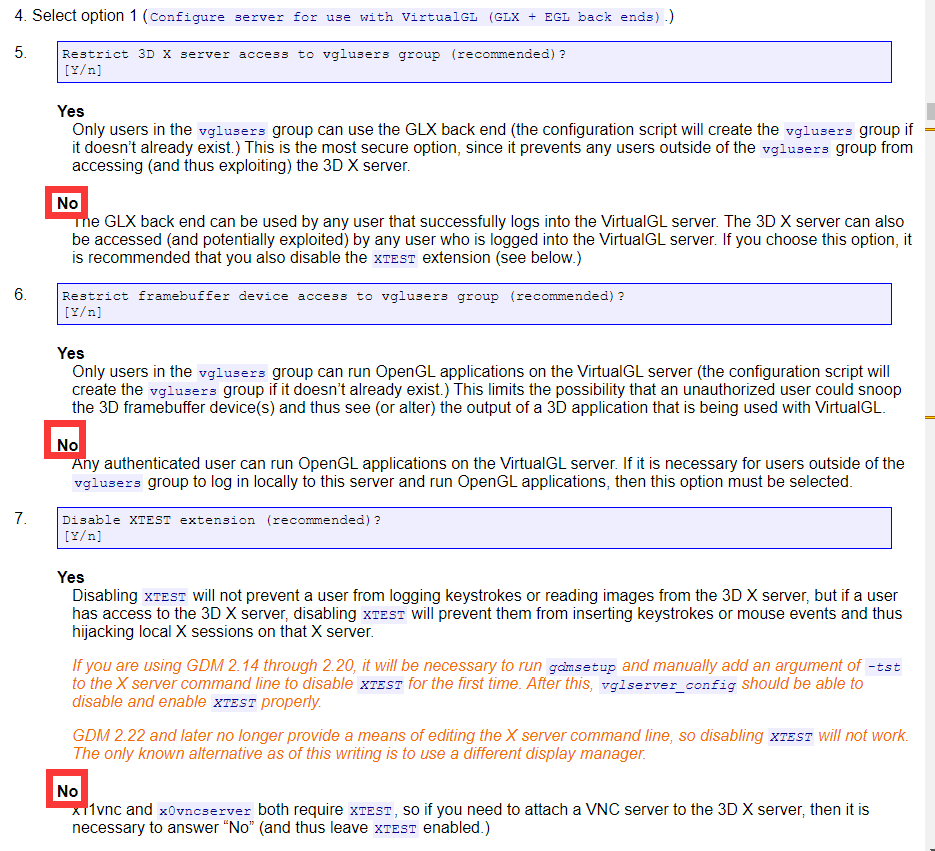 4. Select option 1 (Configure server for use with VirtualGL (GLX + EGL back ends).)
5. Restrict 3D X server access to vglusers group (recommended)?
[Y/n]
Yes
Only users in the vglusers group can use the GLX back end (the configuration script will create the vglusers group if
it doesn’t already exist.) This is the most secure option, since it prevents any users outside of the vglusers group from
accessing (and thus exploiting) the 3D X server.
No
The GLX back end can be used by any user that successfully logs into the VirtualGL server. The 3D X server can also
be accessed (and potentially exploited) by any user who is logged into the VirtualGL server. If you choose this option, it
is recommended that you also disable the XTEST extension (see below.)
6. Restrict framebuffer device access to vglusers group (recommended)?
[Y/n]
Yes
Only users in the vglusers group can run OpenGL applications on the VirtualGL server (the configuration script will
create the vglusers group if it doesn’t already exist.) This limits the possibility that an unauthorized user could snoop
the 3D framebuffer device(s) and thus see (or alter) the output of a 3D application that is being used with VirtualGL.
No
Any authenticated user can run OpenGL applications on the VirtualGL server. If it is necessary for users outside of the
vglusers group to log in locally to this server and run OpenGL applications, then this option must be selected.
7. Disable XTEST extension (recommended)?
[Y/n]
Yes
Disabling XTEST will not prevent a user from logging keystrokes or reading images from the 3D X server, but if a user
has access to the 3D X server, disabling XTEST will prevent them from inserting keystrokes or mouse events and thus
hijacking local X sessions on that X server.
If you are using GDM 2.14 through 2.20, it will be necessary to run gdmsetup and manually add an argument of -tst
to the X server command line to disable XTEST for the first time. After this, vglserver_config should be able to
disable and enable XTEST properly.
GDM 2.22 and later no longer provide a means of editing the X server command line, so disabling XTEST will not work.
The only known alternative as of this writing is to use a different display manager.
No
x11vnc and x0vncserver both require XTEST, so if you need to attach a VNC server to the 3D X server, then it is
necessary to answer “No” (and thus leave XTEST enabled.)